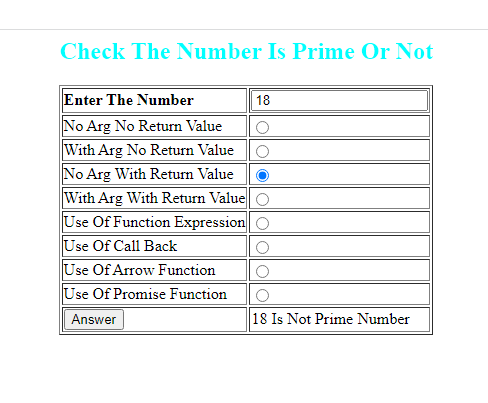 Check The Number Is Prime Or Not
Enter The Number 18
No Arg No Return Value
With Arg No Return Value
No Arg With Return Value
With Arg With Return Value
Use Of Function Expression
Use Of Call Back
Use Of Arrow Function
Use Of Promise Function
Answer 18 Is Not Prime Number